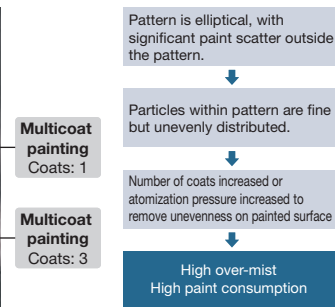 Pattern is elliptical, with
significant paint scatter outside
the pattern.
Particles within pattern are fine
but unevenly distributed.
Multicoat
painting
Coats: 1
Number of coats increased or
atomization pressure increased to
remove unevenness on painted surface
Multicoat
painting
Coats: 3
High over-mist
High paint consumption